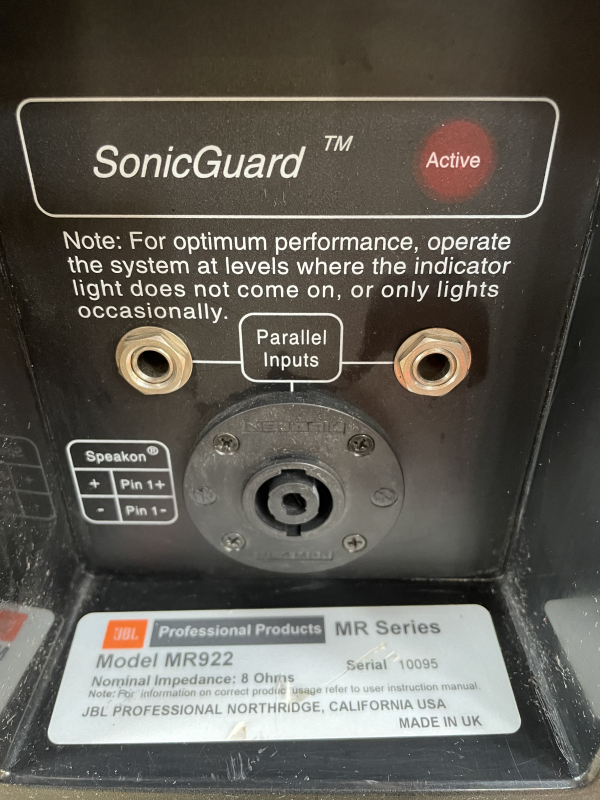 SonicGuard ™
Active
Note: For optimum performance, operate
the system at levels where the indicator
light does not come on, or only lights
occasionally.
Parallel
Inputs
NEUTRIK
Speakon®
+ Pin 1+
- Pin 1-
JBL Professional Products MR Series
Model MR922
Serial 10095
Nominal Impedance: 8 Ohms
Note: For information on correct product usage refer to user instruction manual.
JBL PROFESSIONAL NORTHRIDGE, CALIFORNIA USA
MADE IN UK